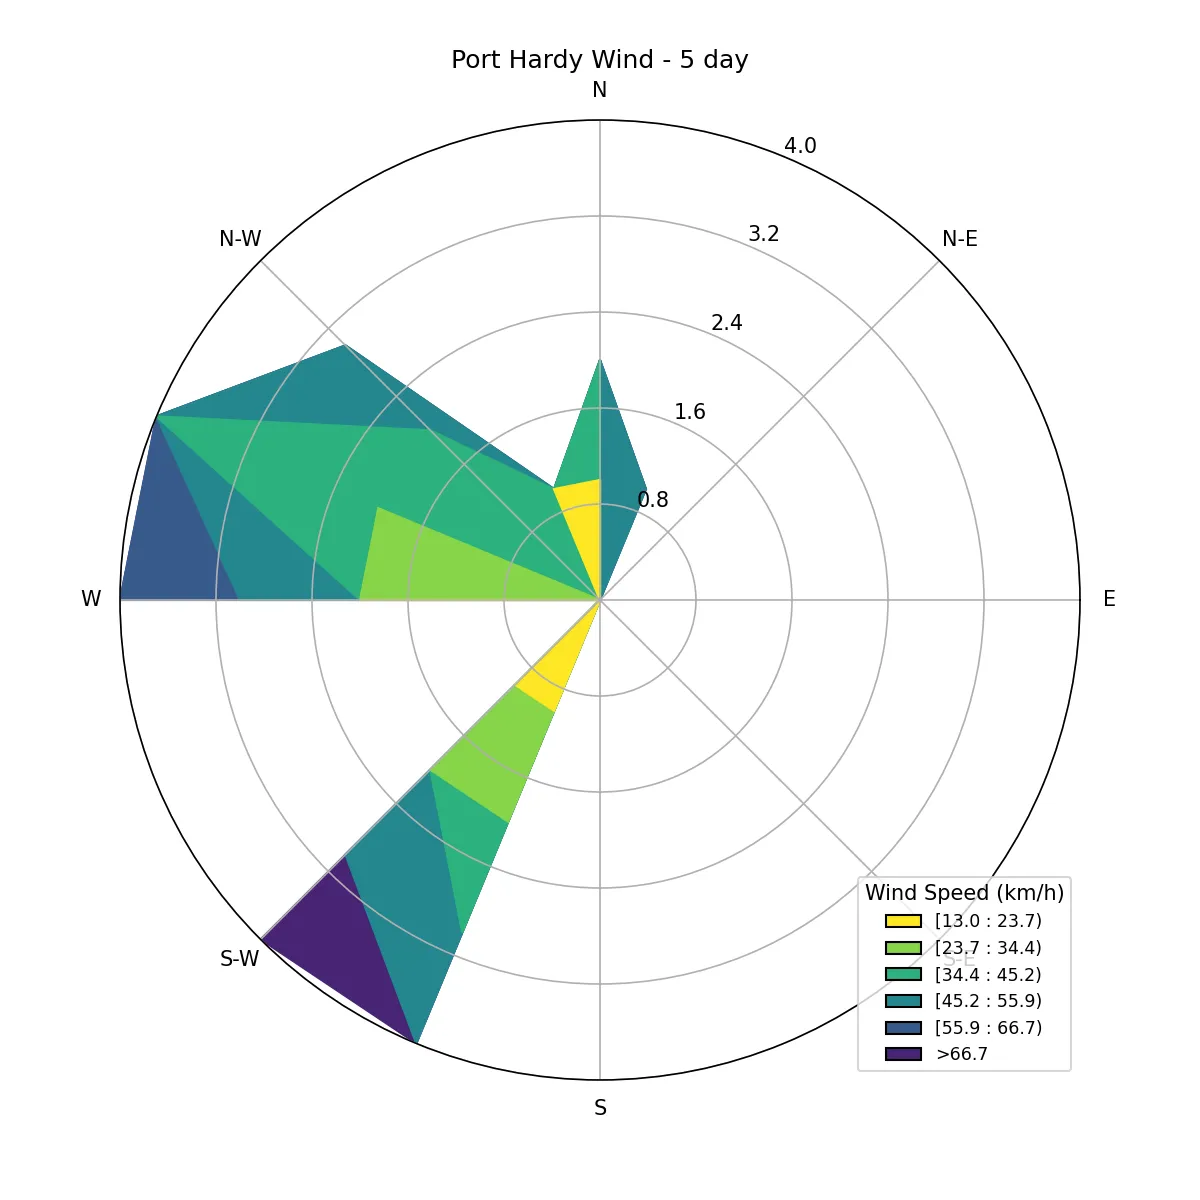 Port Hardy Wind - 5 day
N
4.0
3.2
N-W
N-E
2.4
1.6
0.8
W
E
Wind Speed (km/h)
[13.0 : 23.7)
[23.7 : 34.4)
S-W
S-E
[34.4 : 45.2)
[45.2 : 55.9)
[55.9 : 66.7)
>66.7
S